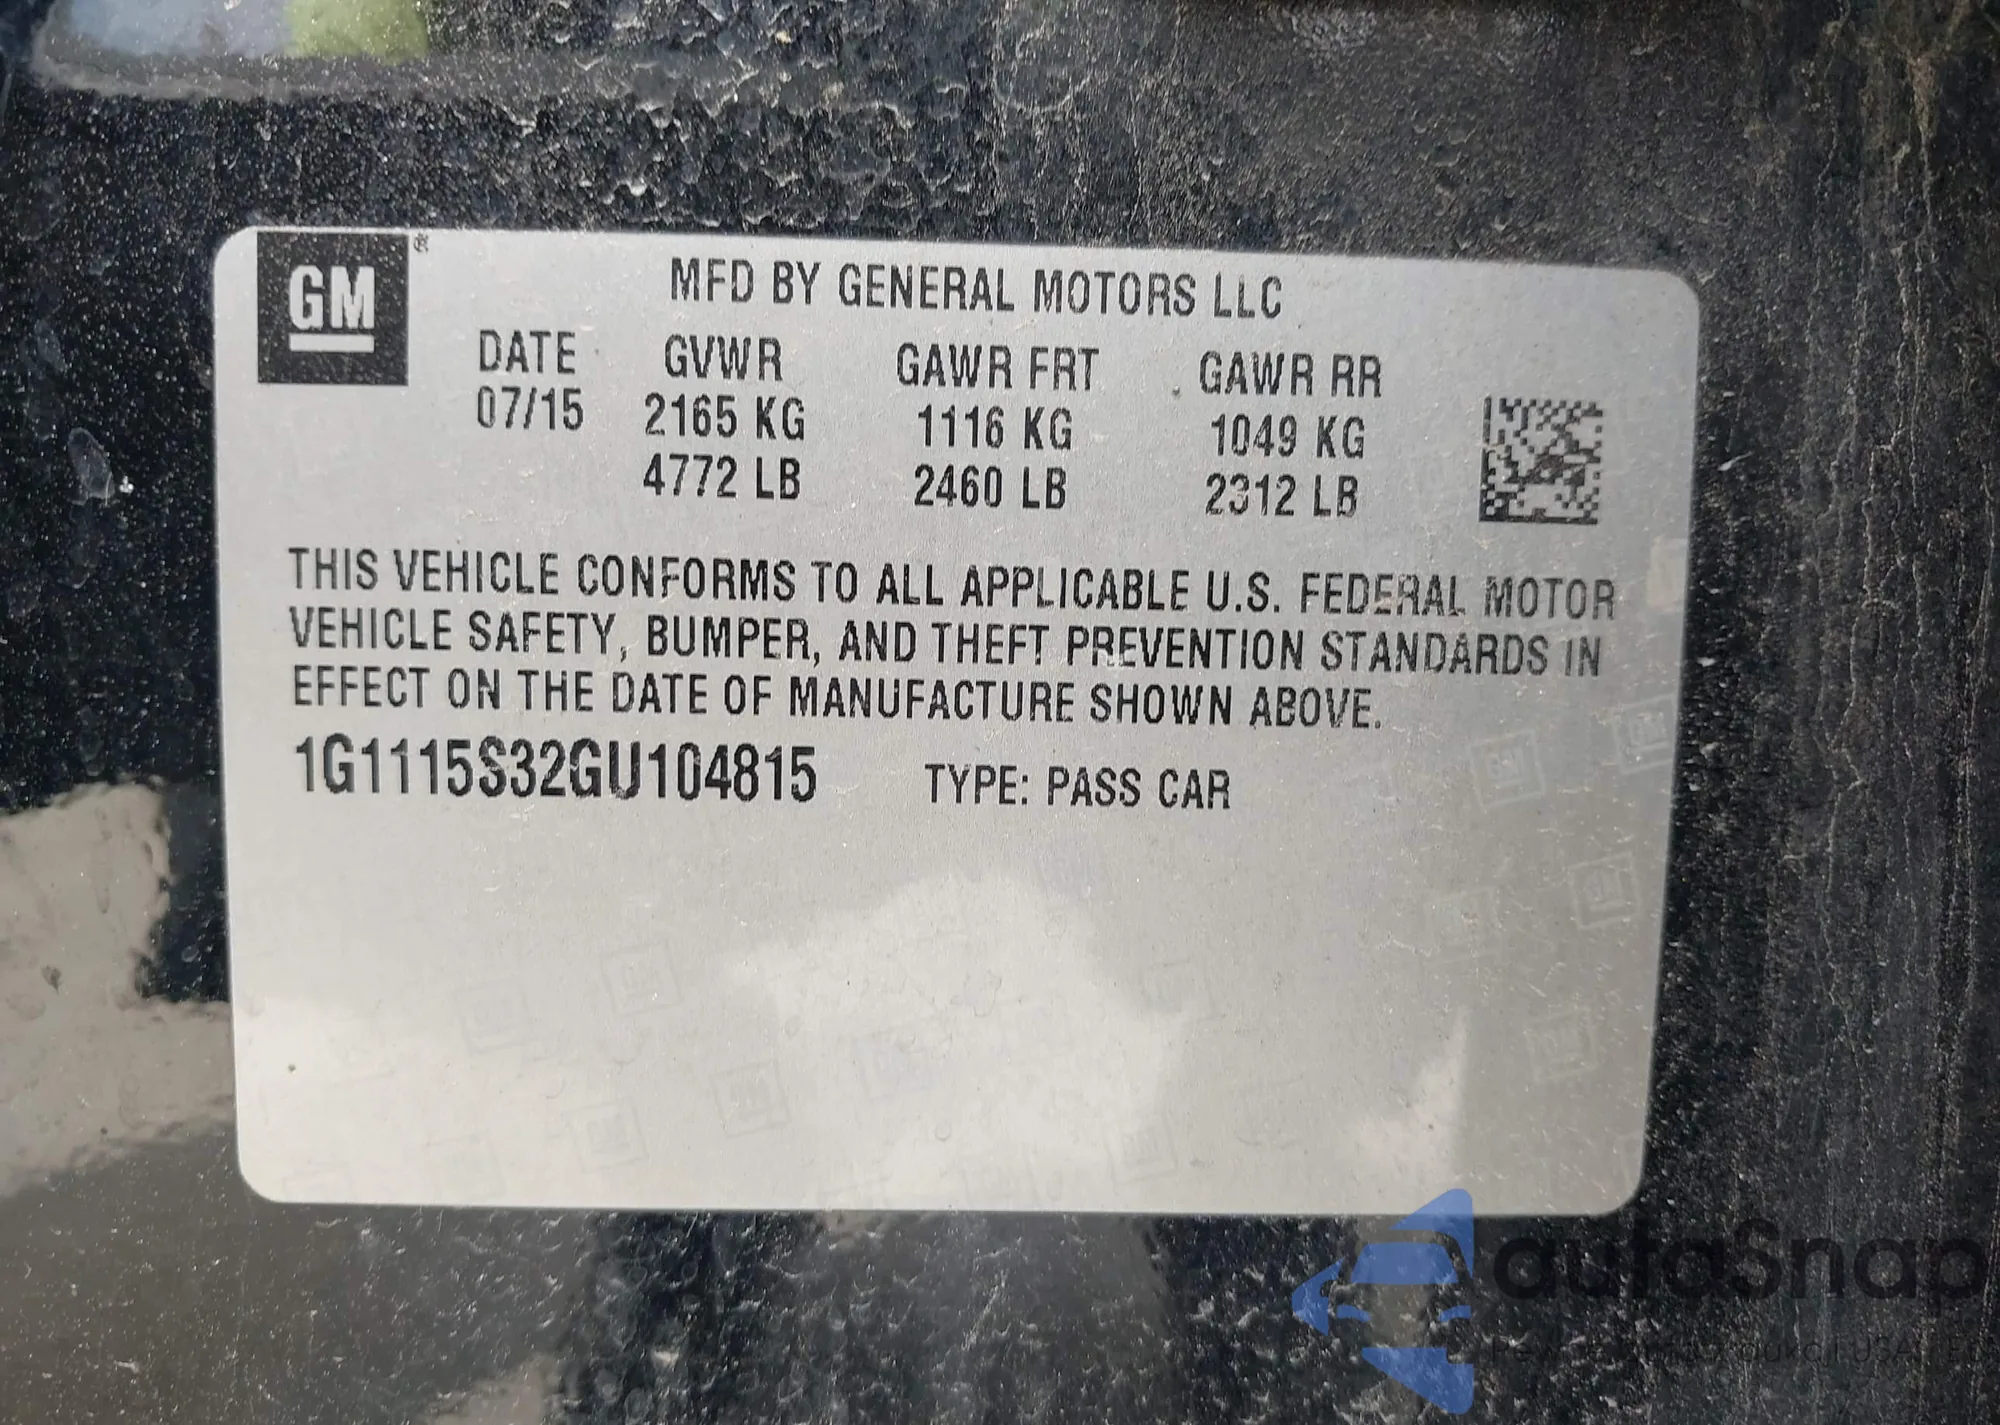 GM ®
MFD BY GENERAL MOTORS LLC
DATE GVWR GAWR FRT GAWR RR
07/15 2165 KG 1116 KG 1049 KG
4772 LB 2460 LB 2312 LB
THIS VEHICLE CONFORMS TO ALL APPLICABLE U.S. FEDERAL MOTOR
VEHICLE SAFETY, BUMPER, AND THEFT PREVENTION STANDARDS IN
EFFECT ON THE DATE OF MANUFACTURE SHOWN ABOVE.
1G1115S32GU104815 TYPE: PASS CAR
autaSnap